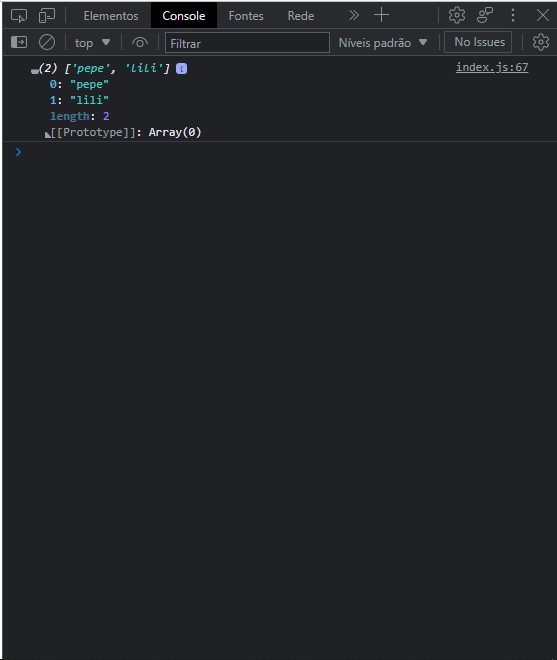 Elementos Console Fontes Rede
top Filtrar Níveis padrão No Issues
(2) ['pepe', 'lili'] i index.js:67
0: "pepe"
1: "lili"
length: 2
[[Prototype]]: Array(0)